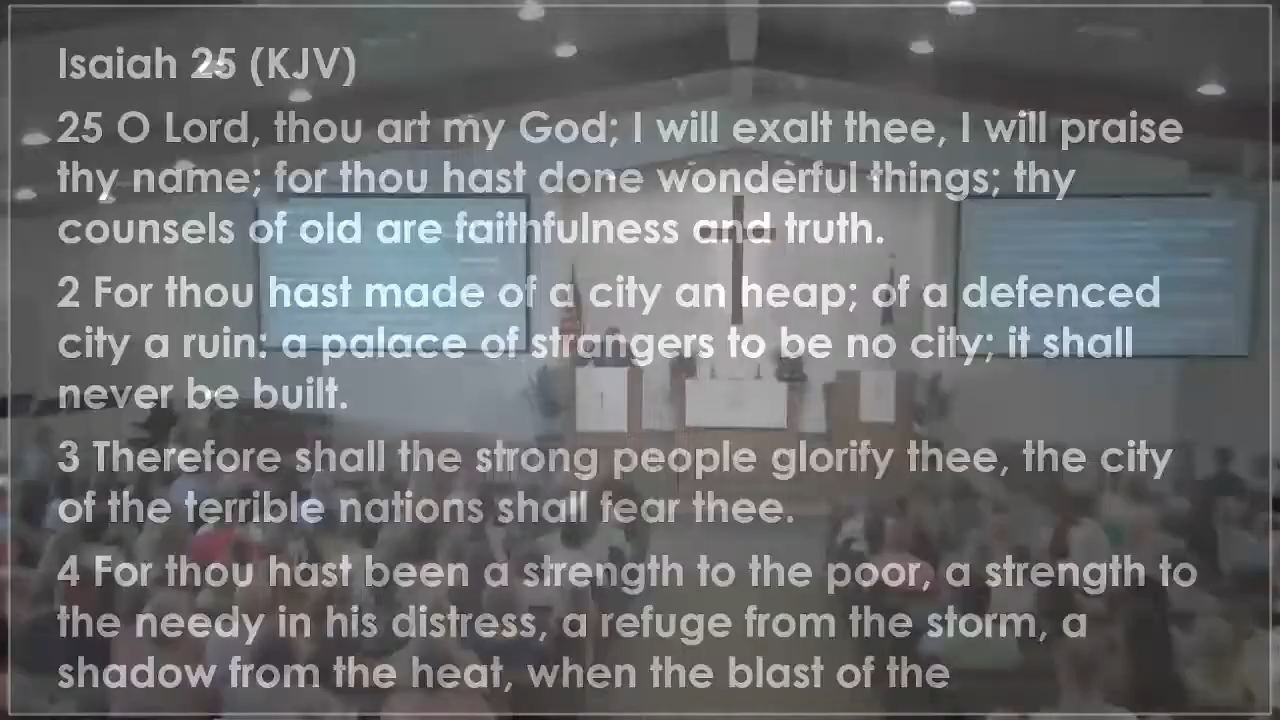 Isaiah 25 (KJV)
25 O Lord, thou art my God; I will exalt thee, I will praise
thy name; for thou hast done wonderful things; thy
counsels of old are faithfulness and truth.
2 For thou hast made of a city an heap; of a defenced
city a ruin: a palace of strangers to be no city; it shall
never be built.
3 Therefore shall the strong people glorify thee, the city
of the terrible nations shall fear thee.
4 For thou hast been a strength to the poor, a strength to
the needy in his distress, a refuge from the storm, a
shadow from the heat, when the blast of the